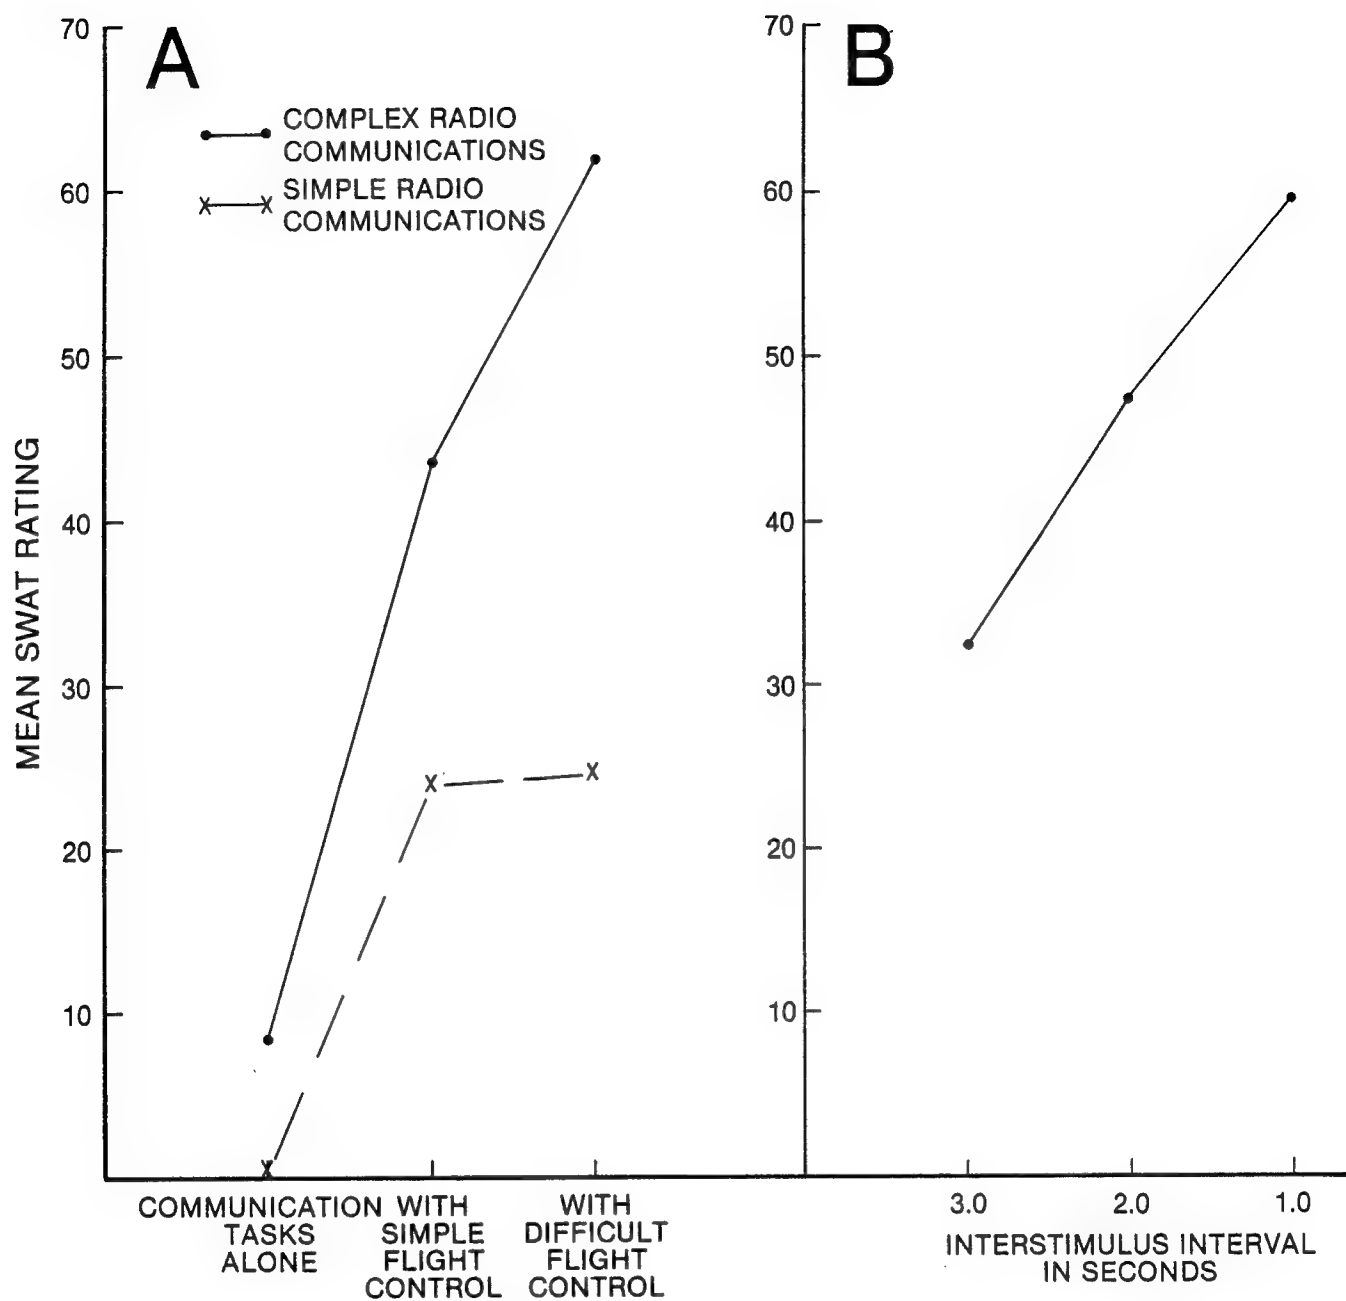 A
70
60
50
40
30
20
10
MEAN SWAT RATING
COMPLEX RADIO
COMMUNICATIONS
SIMPLE RADIO
COMMUNICATIONS
COMMUNICATION
TASKS
ALONE
WITH
SIMPLE
FLIGHT
CONTROL
WITH
DIFFICULT
FLIGHT
CONTROL
B
70
60
50
40
30
20
10
3.0 2.0 1.0
INTERSTIMULUS INTERVAL
IN SECONDS